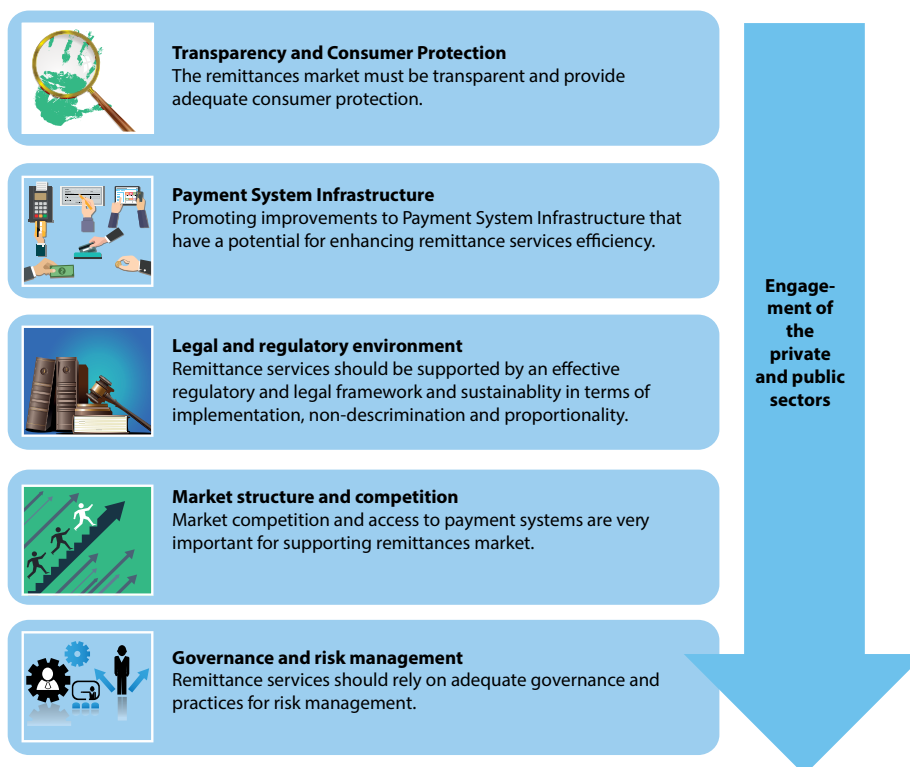 Transparency and Consumer Protection
The remittances market must be transparent and provide
adequate consumer protection.
Payment System Infrastructure
Promoting improvements to Payment System Infrastructure that
have a potential for enhancing remittance services efficiency.
Legal and regulatory environment
Remittance services should be supported by an effective
regulatory and legal framework and sustainablity in terms of
implementation, non-descrimination and proportionality.
Market structure and competition
Market competition and access to payment systems are very
important for supporting remittances market.
Governance and risk management
Remittance services should rely on adequate governance and
practices for risk management.
Engage-
ment of
the
private
and public
sectors